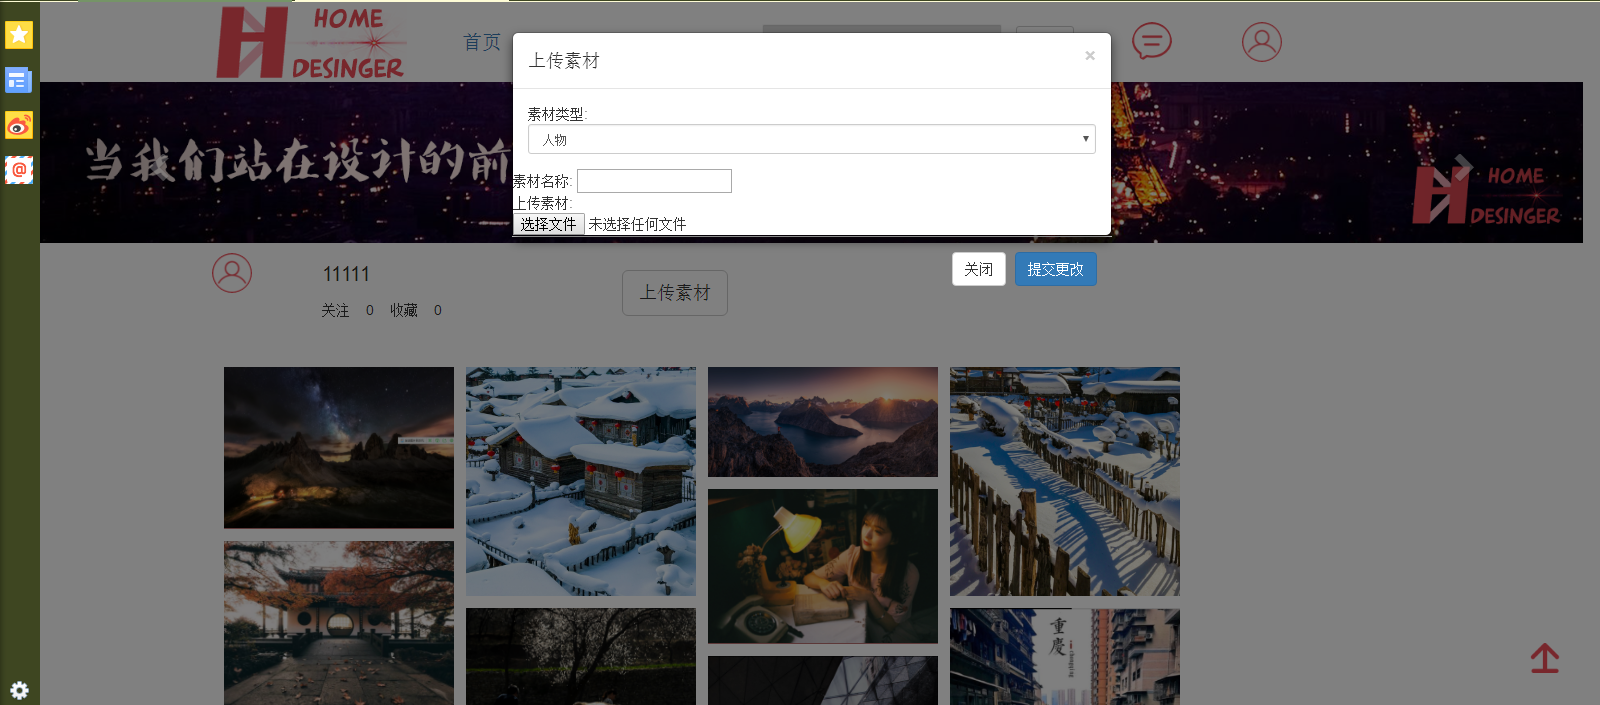 HOME
DESINGER
首页
上传素材
×
素材类型:
人物
素材名称:
上传素材:
选择文件 未选择任何文件
当我们站在设计的前
HOME
DESINGER
关闭 提交更改
11111
关注 0 收藏 0
上传素材
@
重慶